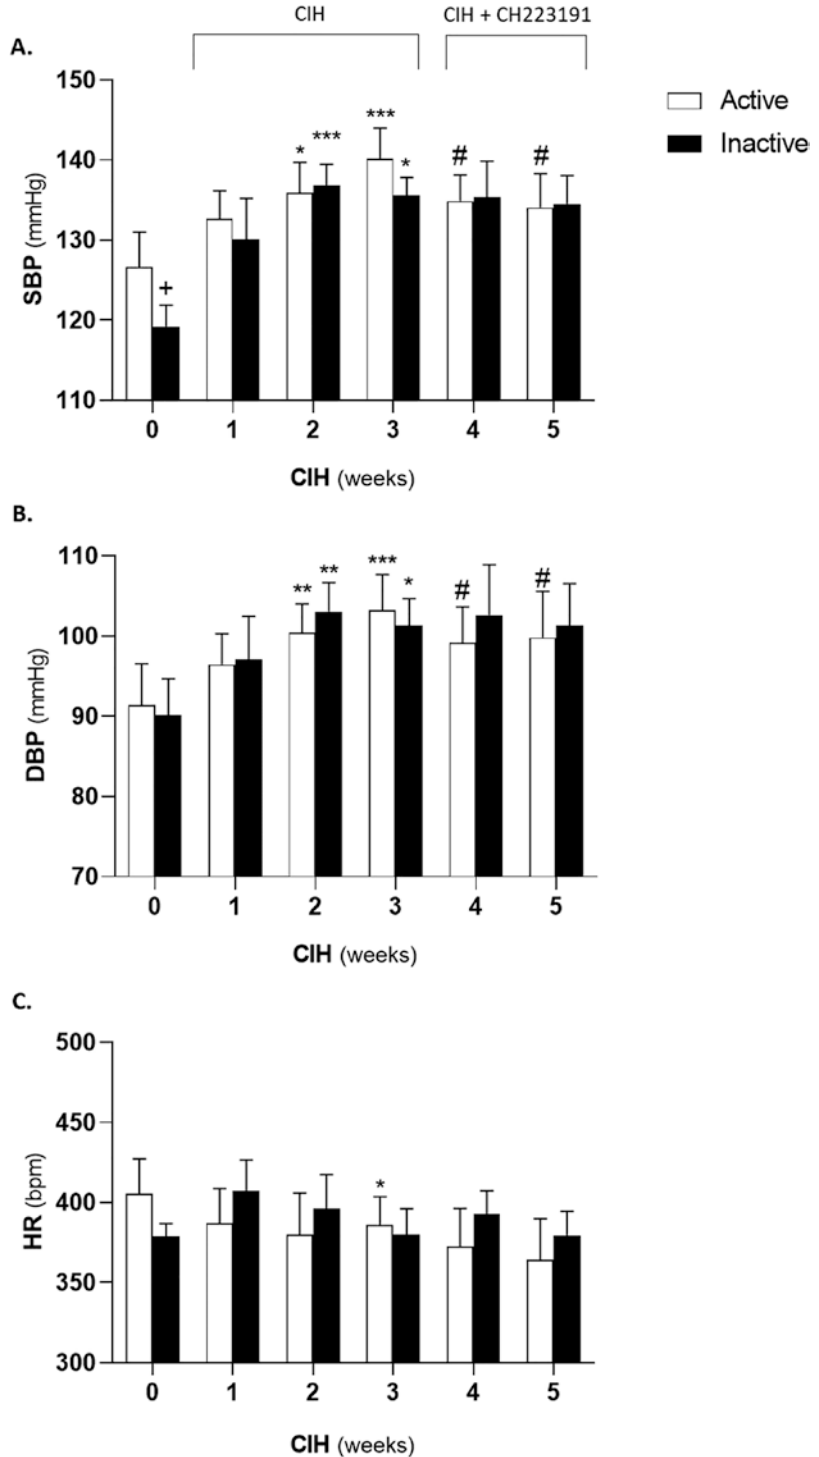 CIH
CIH + CH223191
A.
150
140
130
120
110
SBP (mmHg)
*
***
***
*
#
#
+
Active
Inactive
0 1 2 3 4 5
CIH (weeks)
B.
110
100
90
80
70
DBP (mmHg)
**
**
***
*
#
#
0 1 2 3 4 5
CIH (weeks)
C.
500
450
400
350
300
HR (bpm)
*
0 1 2 3 4 5
CIH (weeks)